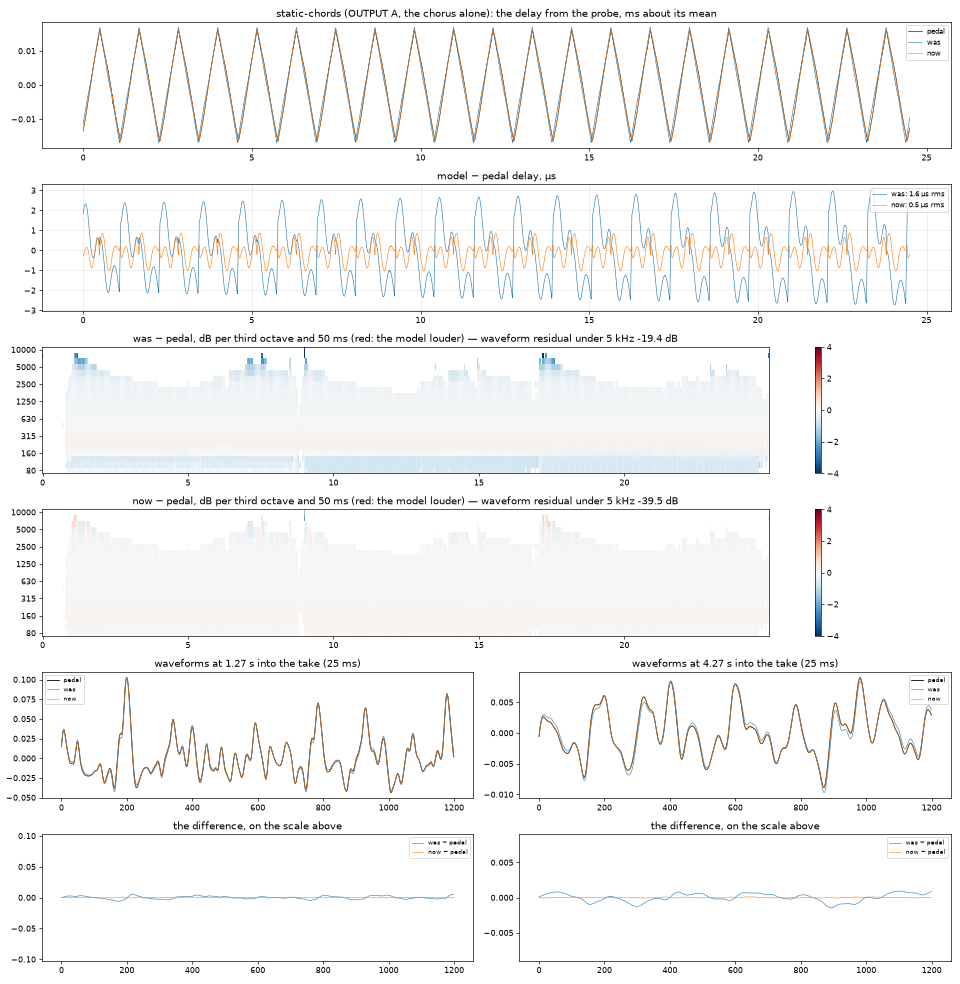 static-chords (OUTPUT A, the chorus alone): the delay from the probe, ms about its mean
pedal
was
now
0.01
0.00
−0.01
0 5 10 15 20 25
model − pedal delay, µs
was: 1.6 µs rms
now: 0.5 µs rms
3
2
1
0
−1
−2
−3
0 5 10 15 20 25
was − pedal, dB per third octave and 50 ms (red: the model louder) — waveform residual under 5 kHz -19.4 dB
10000
5000
2500
1250
630
315
160
80
0 5 10 15 20
4
2
0
−2
−4
now − pedal, dB per third octave and 50 ms (red: the model louder) — waveform residual under 5 kHz -39.5 dB
10000
5000
2500
1250
630
315
160
80
0 5 10 15 20
4
2
0
−2
−4
waveforms at 1.27 s into the take (25 ms)
pedal
was
now
0.100
0.075
0.050
0.025
0.000
−0.025
−0.050
0 200 400 600 800 1000 1200
waveforms at 4.27 s into the take (25 ms)
pedal
was
now
0.005
0.000
−0.005
−0.010
0 200 400 600 800 1000 1200
the difference, on the scale above
was − pedal
now − pedal
0.10
0.05
0.00
−0.05
−0.10
0 200 400 600 800 1000 1200
the difference, on the scale above
was − pedal
now − pedal
0.005
0.000
−0.005
0 200 400 600 800 1000 1200